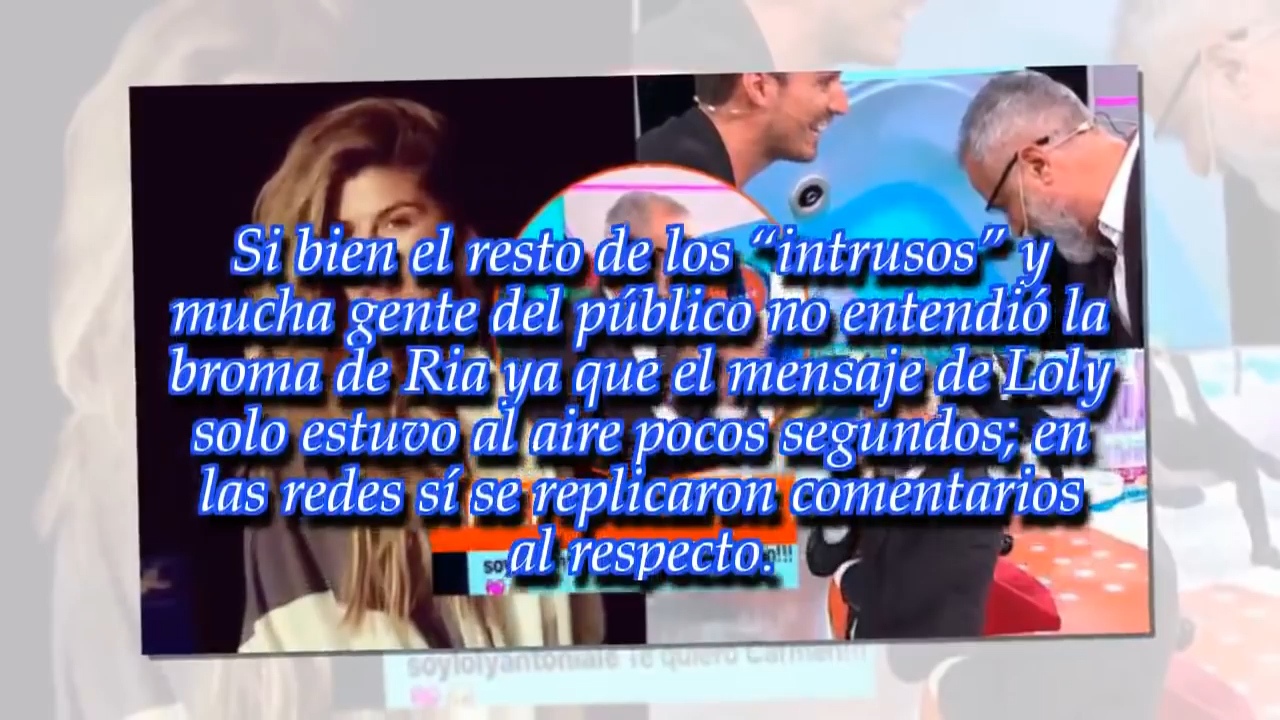 Si bien el resto de los “intrusos” y
mucha gente del público no entendió la
broma de Ria ya que el mensaje de Loly
solo estuvo al aire pocos segundos; en
las redes sí se replicaron comentarios
al respecto.
soylolyantoniale Te quiero Carmen!!!